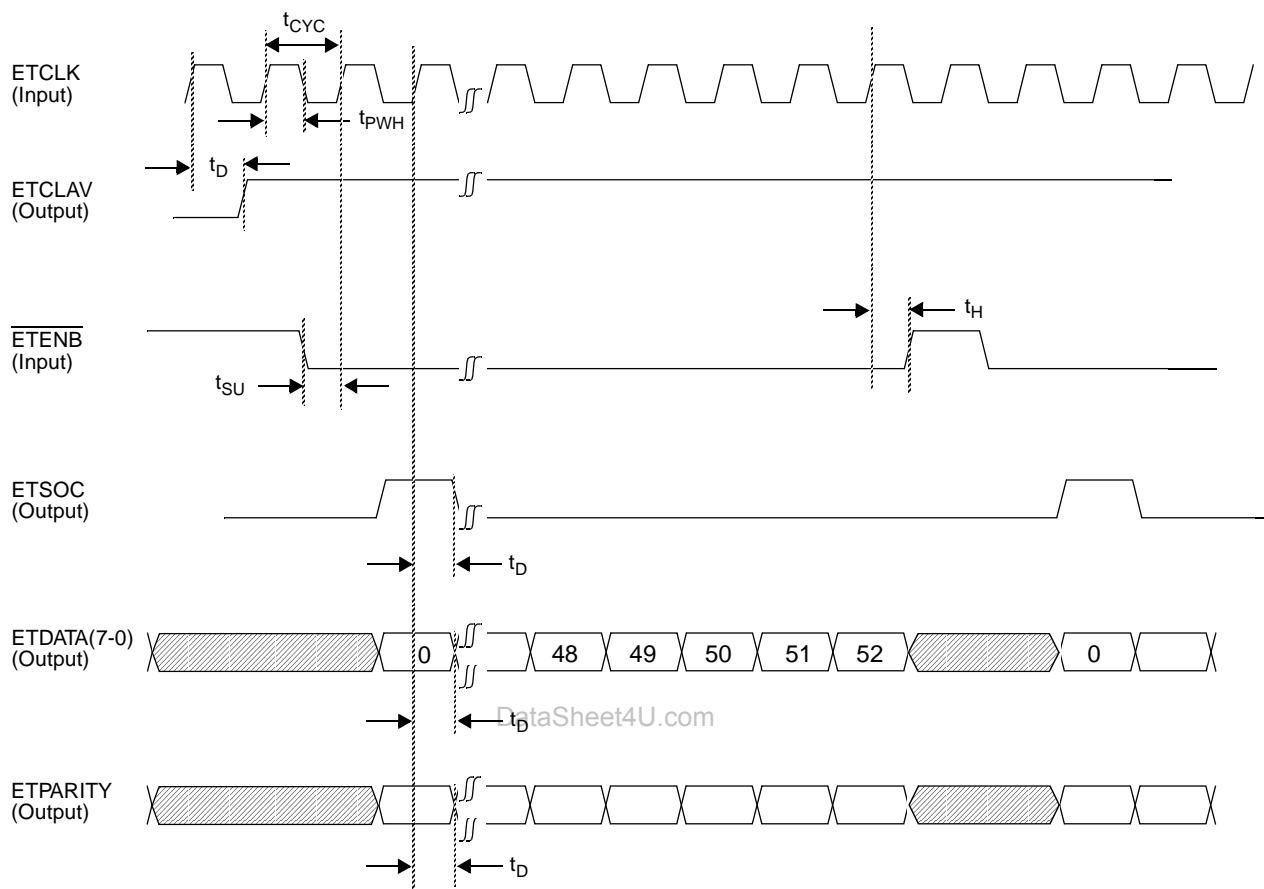 tCYC
ETCLK
(Input)
tPWH
tD
ETCLAV
(Output)
tH
ETENB
(Input)
tSU
ETSOC
(Output)
tD
ETDATA(7-0)
(Output)
0 48 49 50 51 52 0
DataSheet4U.com
tD
ETPARITY
(Output)
tD